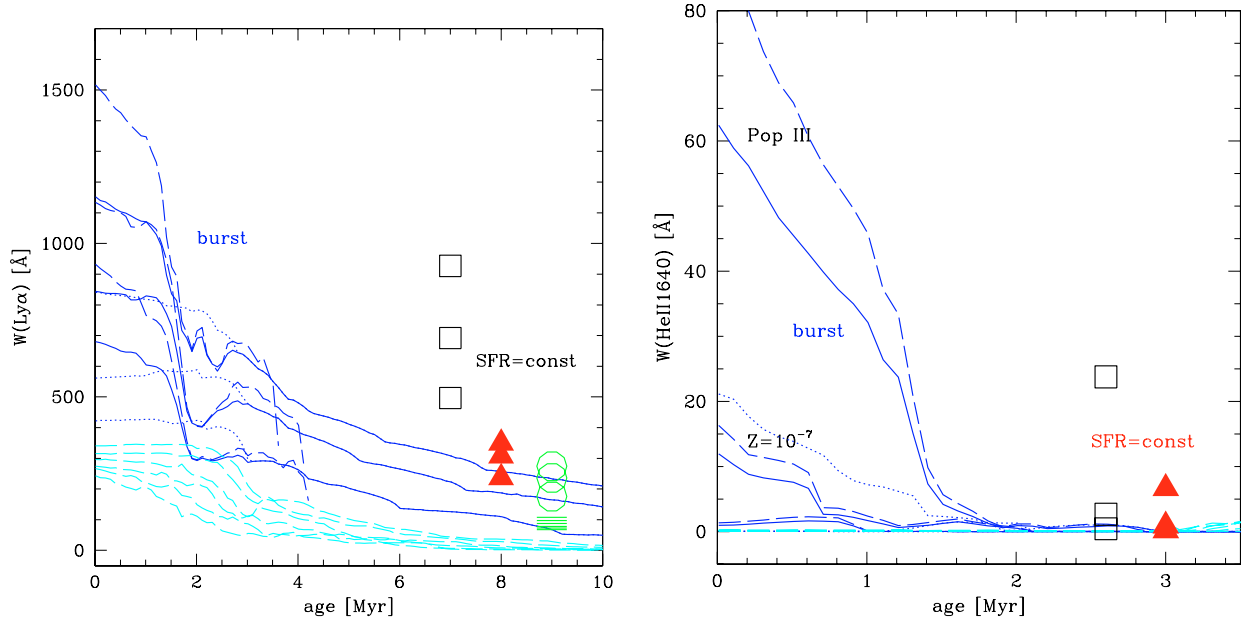 1500
1000
500
0
W(Lyα) [Å]
burst
SFR=const
0
2
4
6
8
10
age [Myr]
80
60
40
20
0
W(HeII1640) [Å]
Pop III
burst
Z=10⁻⁷
SFR=const
0
1
2
3
age [Myr]